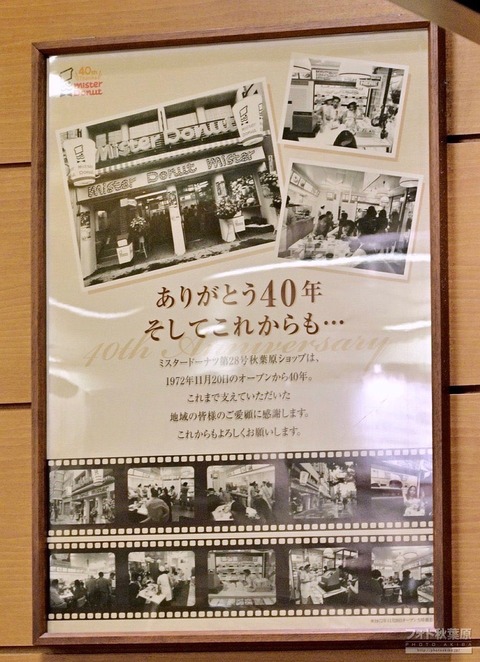 40th
mister
Donut
Mister Donut
Mister Donut Mister
ありがとう40年
そしてこれからも…
40th Anniversary
ミスタードーナツ第28号秋葉原ショップは、
1972年11月20日のオープンから40年。
これまで支えていただいた
地域の皆様のご愛顧に感謝します。
これからもよろしくお願いします。
フォト秋葉原
PHOTO AKIBA